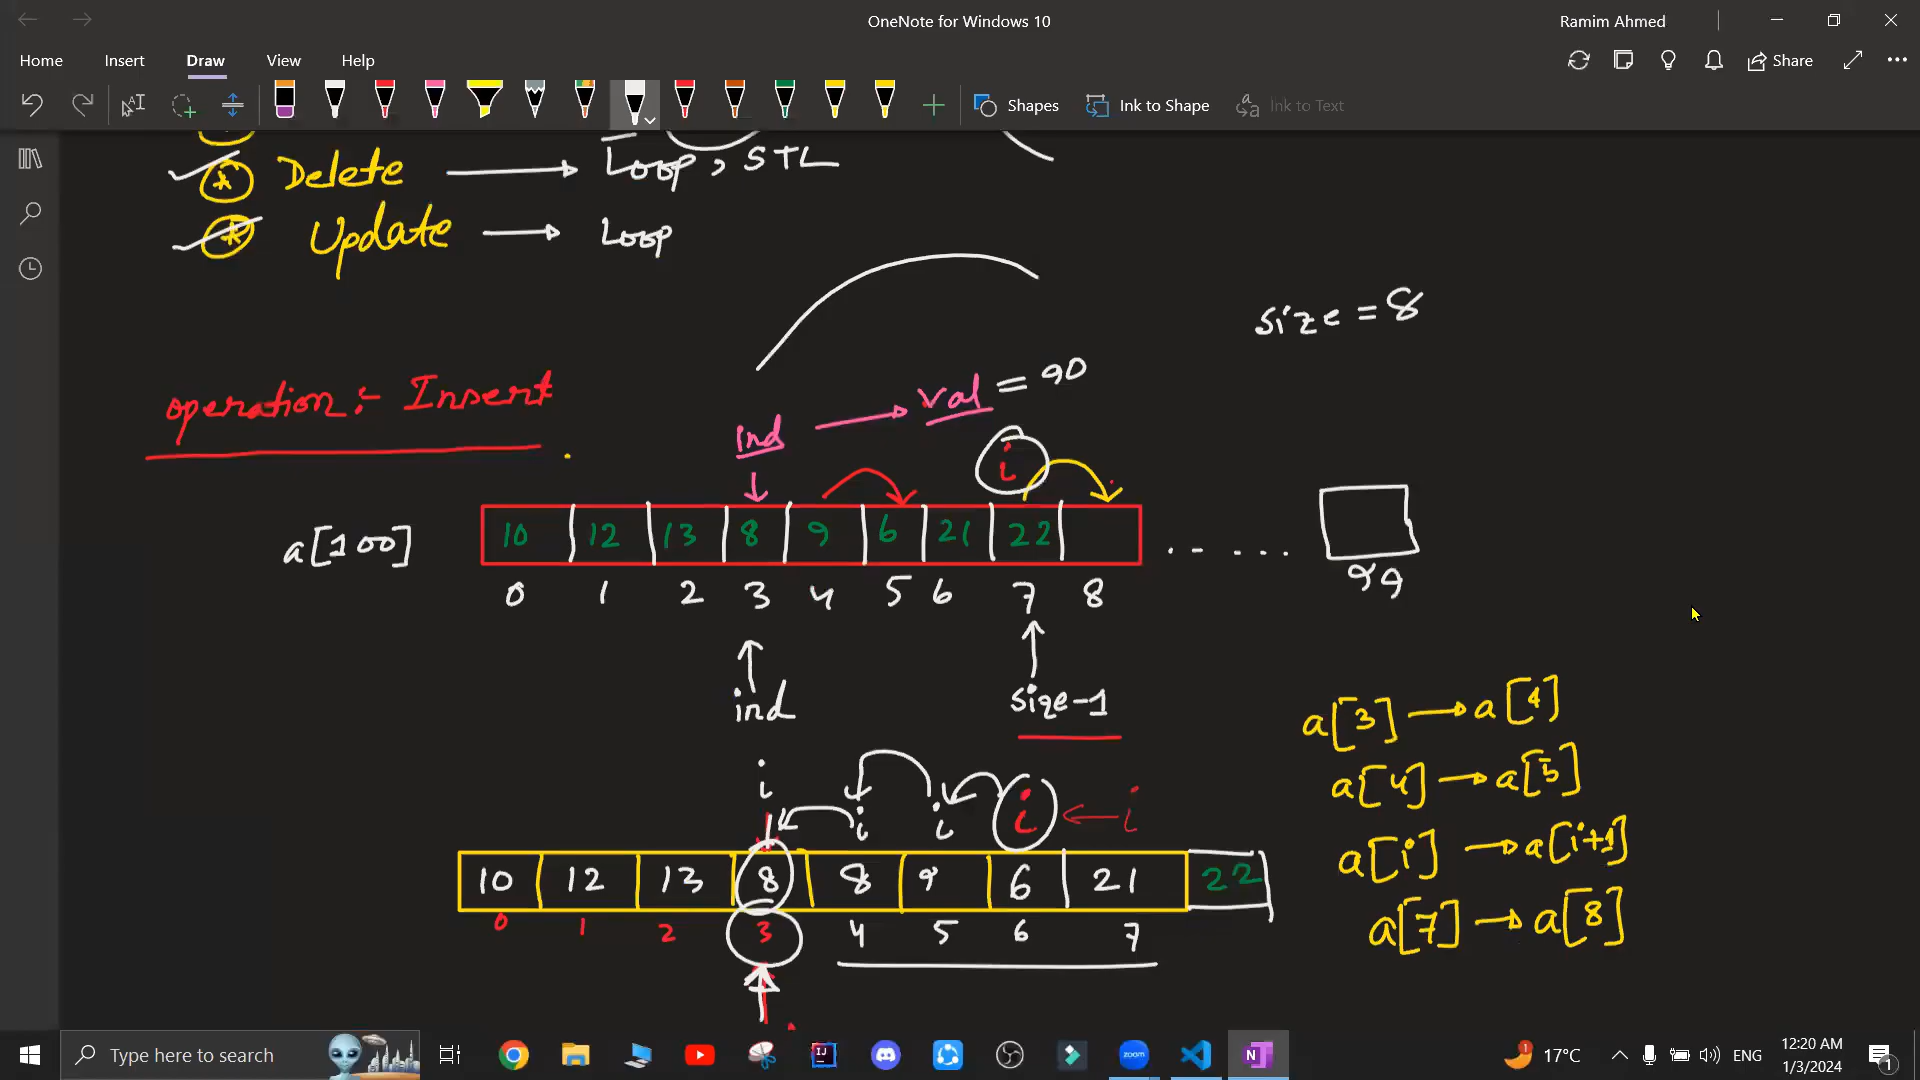 OneNote for Windows 10
Ramim Ahmed
Home Insert Draw View Help
Share
Shapes Ink to Shape Ink to Text
* Delete → Loop, STL
* Update → Loop
size = 8
operation :- Insert
ind → val = 90
i
a[100]
10 12 13 8 9 6 21 22
0 1 2 3 4 5 6 7 8
99
ind
size-1
a[3] → a[4]
a[4] → a[5]
a[i] → a[i+1]
a[7] → a[8]
i i i i ← i
10 12 13 8 8 9 6 21 22
0 1 2 3 4 5 6 7
Type here to search
zoom
17°C
ENG
12:20 AM
1/3/2024
1